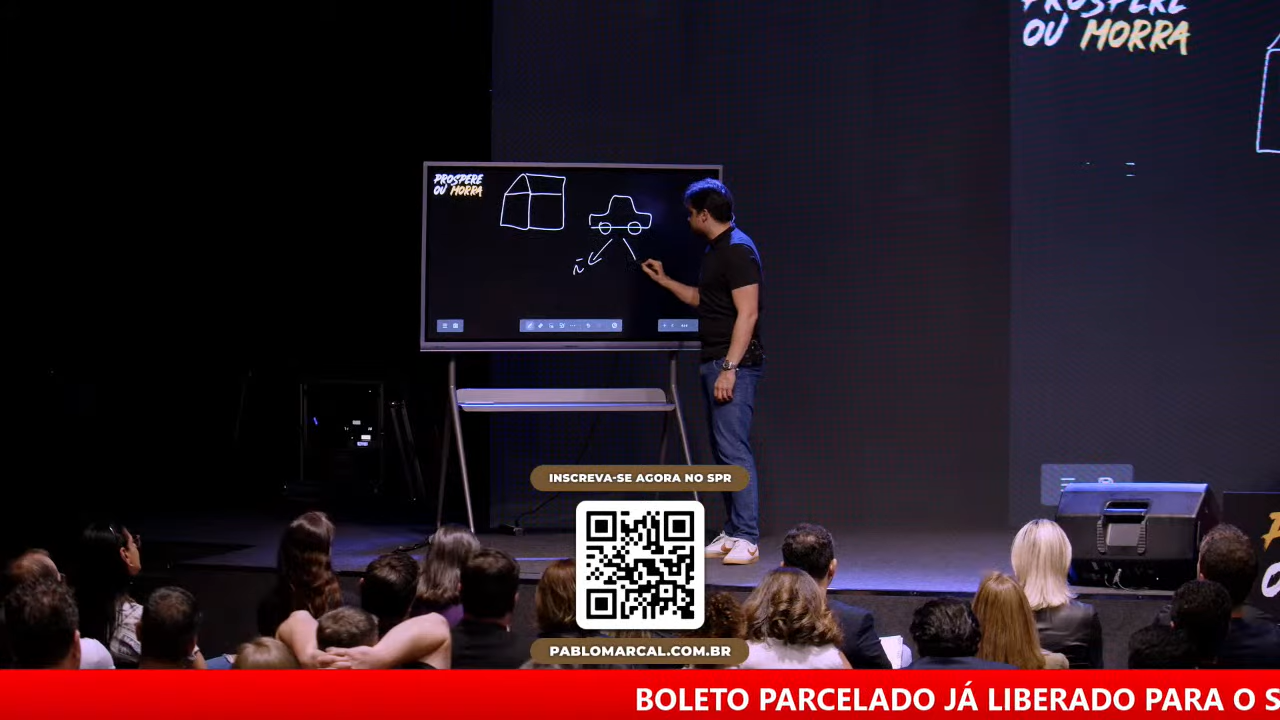 PROSPERE
OU MORRA
PROSPERE
OU MORRA
INSCREVA-SE AGORA NO SPR
PABLOMARCAL.COM.BR
BOLETO PARCELADO JÁ LIBERADO PARA O S